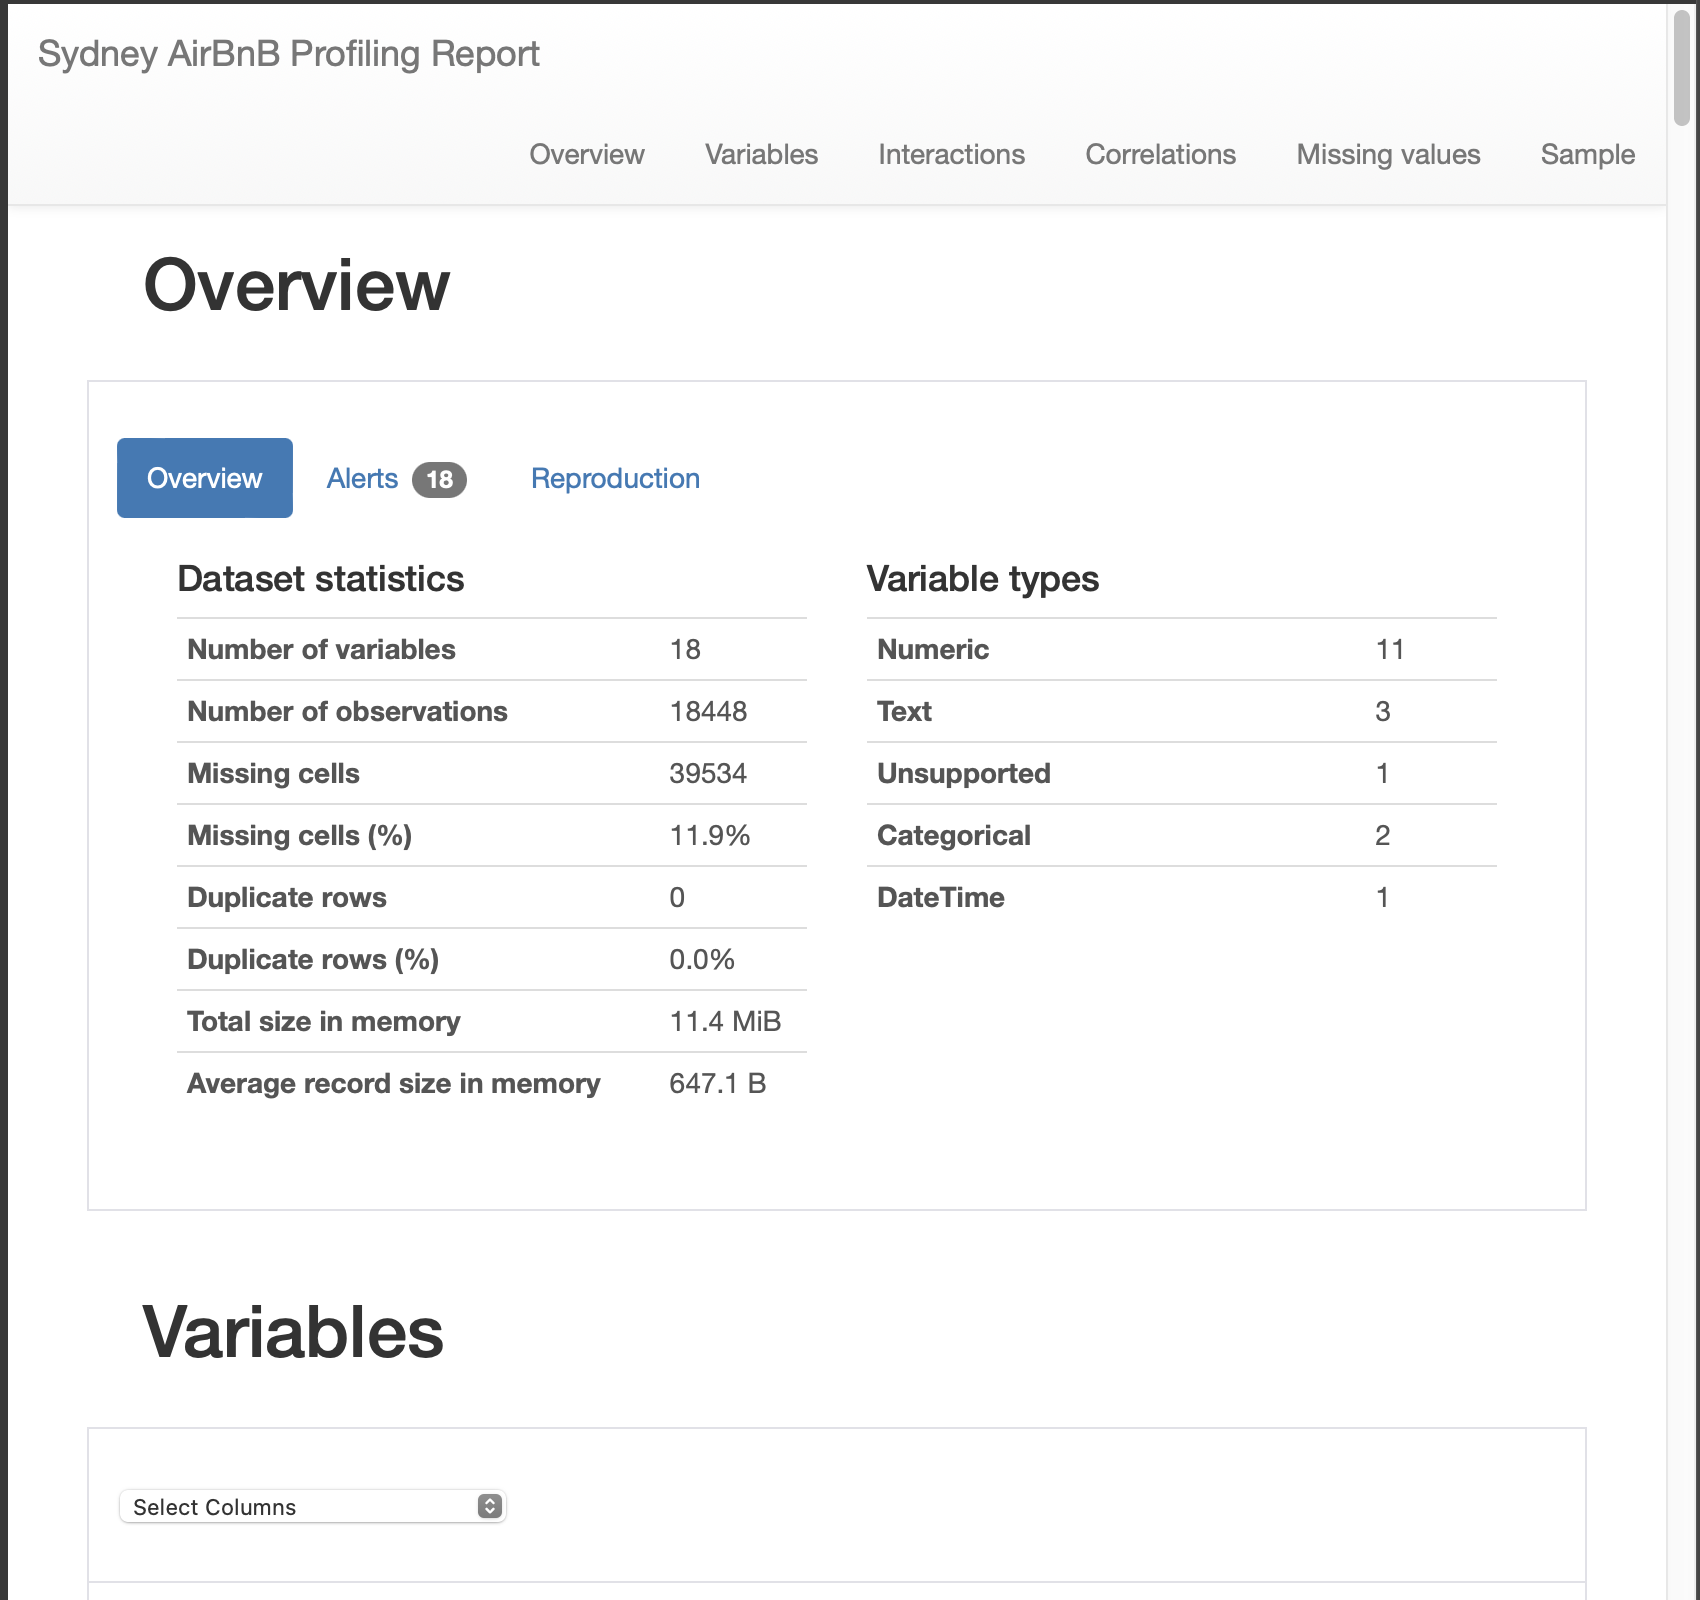 Sydney AirBnB Profiling Report
Overview Variables Interactions Correlations Missing values Sample
Overview
Overview Alerts 18 Reproduction
Dataset statistics
Number of variables 18
Number of observations 18448
Missing cells 39534
Missing cells (%) 11.9%
Duplicate rows 0
Duplicate rows (%) 0.0%
Total size in memory 11.4 MiB
Average record size in memory 647.1 B
Variable types
Numeric 11
Text 3
Unsupported 1
Categorical 2
DateTime 1
Variables
Select Columns